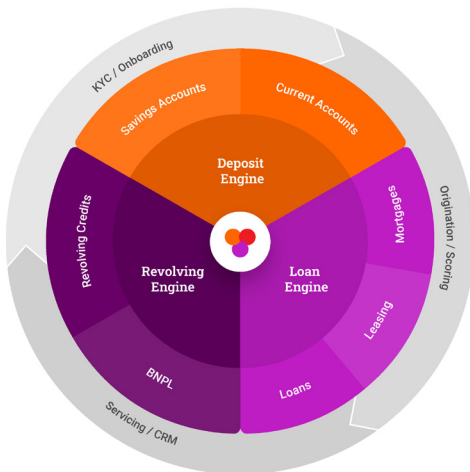 KYC / Onboarding
Savings Accounts
Current Accounts
Deposit
Engine
Revolving Credits
Mortgages
Origination / Scoring
Revolving
Engine
Loan
Engine
Leasing
BNPL
Loans
Servicing / CRM